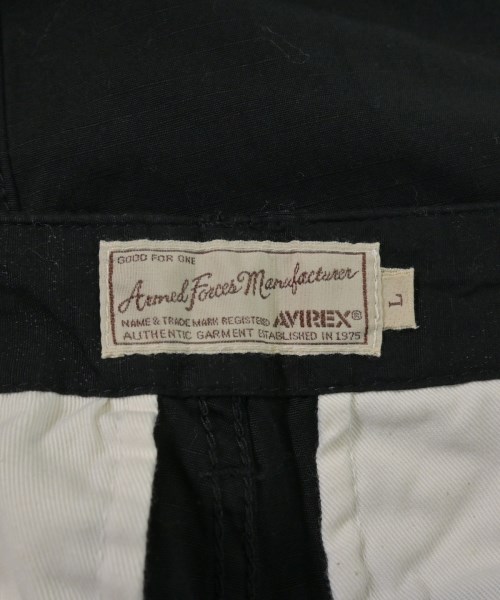 GOOD FOR ONE
Armed Forces Manufacturer
NAME & TRADE MARK REGISTERED AVIREX®
AUTHENTIC GARMENT ESTABLISHED IN 1975
L